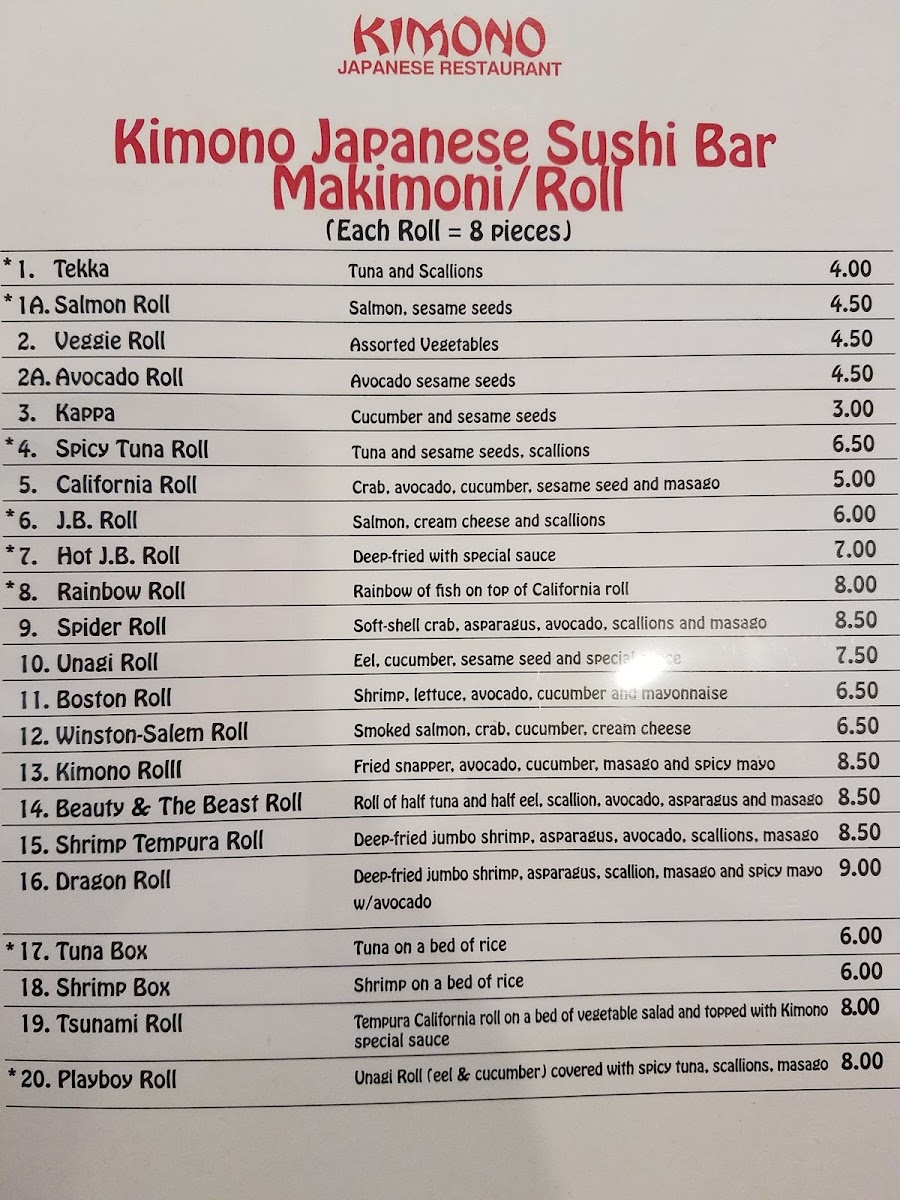 KIMONO
JAPANESE RESTAURANT
Kimono Japanese Sushi Bar
Makimoni/Roll
(Each Roll = 8 pieces)
* 1. Tekka Tuna and Scallions 4.00
* 1A. Salmon Roll Salmon, sesame seeds 4.50
2. Veggie Roll Assorted Vegetables 4.50
2A. Avocado Roll Avocado sesame seeds 4.50
3. Kappa Cucumber and sesame seeds 3.00
* 4. Spicy Tuna Roll Tuna and sesame seeds, scallions 6.50
5. California Roll Crab, avocado, cucumber, sesame seed and masago 5.00
* 6. J.B. Roll Salmon, cream cheese and scallions 6.00
* 7. Hot J.B. Roll Deep-fried with special sauce 7.00
* 8. Rainbow Roll Rainbow of fish on top of California roll 8.00
9. Spider Roll Soft-shell crab, asparagus, avocado, scallions and masago 8.50
10. Unagi Roll Eel, cucumber, sesame seed and special sauce 7.50
11. Boston Roll Shrimp, lettuce, avocado, cucumber and mayonnaise 6.50
12. Winston-Salem Roll Smoked salmon, crab, cucumber, cream cheese 6.50
13. Kimono Rolll Fried snapper, avocado, cucumber, masago and spicy mayo 8.50
14. Beauty & The Beast Roll Roll of half tuna and half eel, scallion, avocado, asparagus and masago 8.50
15. Shrimp Tempura Roll Deep-fried jumbo shrimp, asparagus, avocado, scallions, masago 8.50
16. Dragon Roll Deep-fried jumbo shrimp, asparagus, scallion, masago and spicy mayo 9.00
w/avocado
* 17. Tuna Box Tuna on a bed of rice 6.00
18. Shrimp Box Shrimp on a bed of rice 6.00
19. Tsunami Roll Tempura California roll on a bed of vegetable salad and topped with Kimono 8.00
special sauce
* 20. Playboy Roll Unagi Roll (eel & cucumber) covered with spicy tuna, scallions, masago 8.00